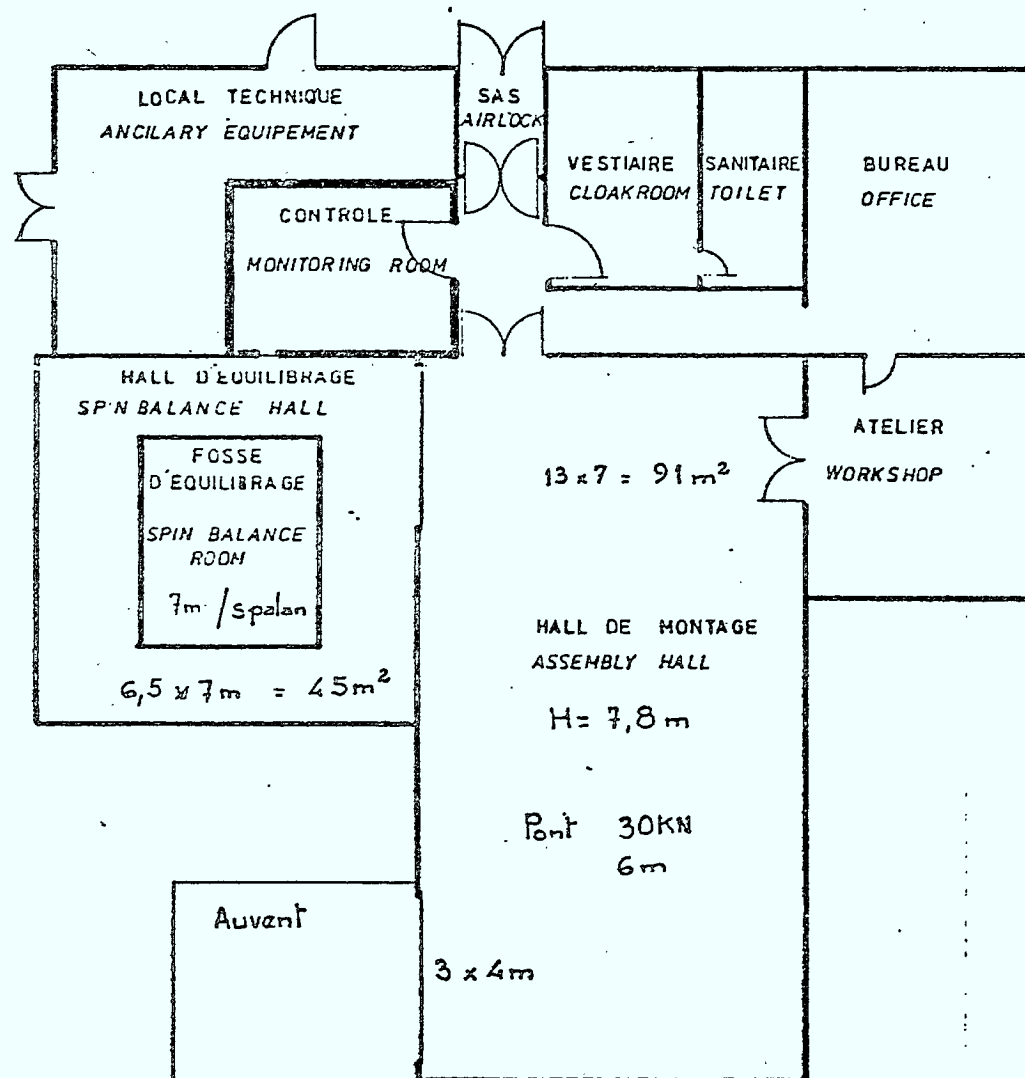 LOCAL TECHNIQUE
ANCILARY EQUIPEMENT
SAS
AIRLOCK
VESTIAIRE
CLOAKROOM
SANITAIRE
TOILET
BUREAU
OFFICE
CONTROLE
MONITORING ROOM
HALL D'EQUILIBRAGE
SPIN BALANCE HALL
FOSSE
D'EQUILIBRAGE
SPIN BALANCE
ROOM
7m / Spalan
6,5 x 7m = 45m²
13 x 7 = 91 m²
ATELIER
WORKSHOP
HALL DE MONTAGE
ASSEMBLY HALL
H= 7,8 m
Pont 30KN
6m
Auvent
3 x 4m